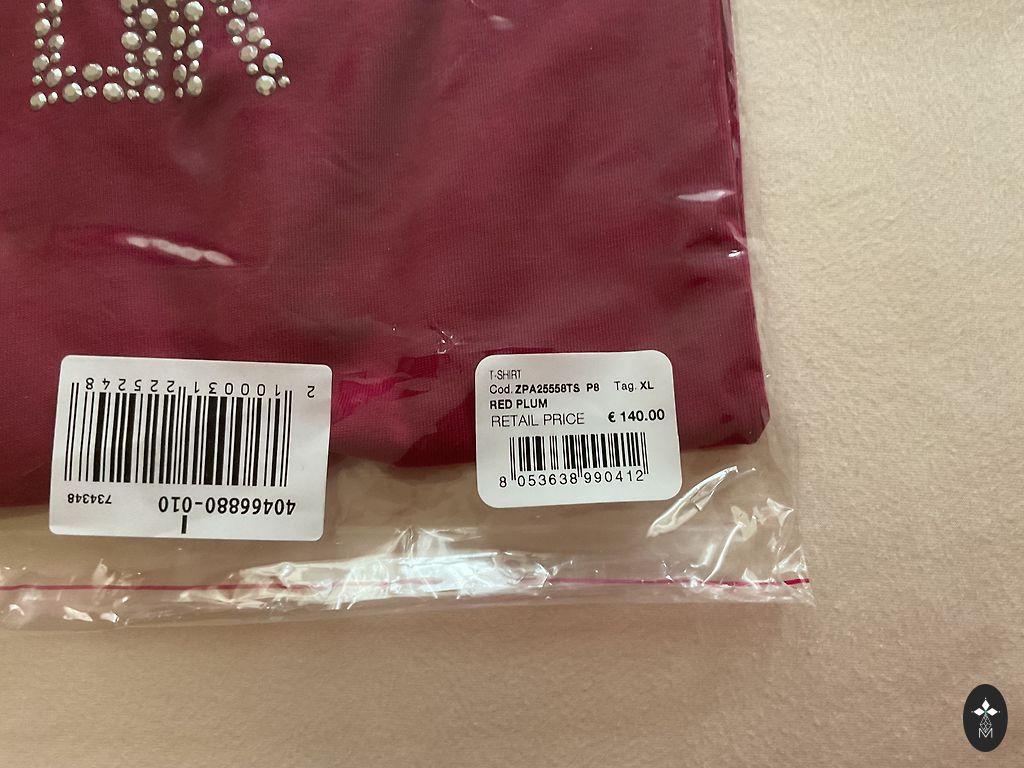 2 100031 225248
40466880-010
734348
I
T-SHIRT
Cod. ZPA25558TS P8 Tag. XL
RED PLUM
RETAIL PRICE € 140.00
8 053638 990412
M